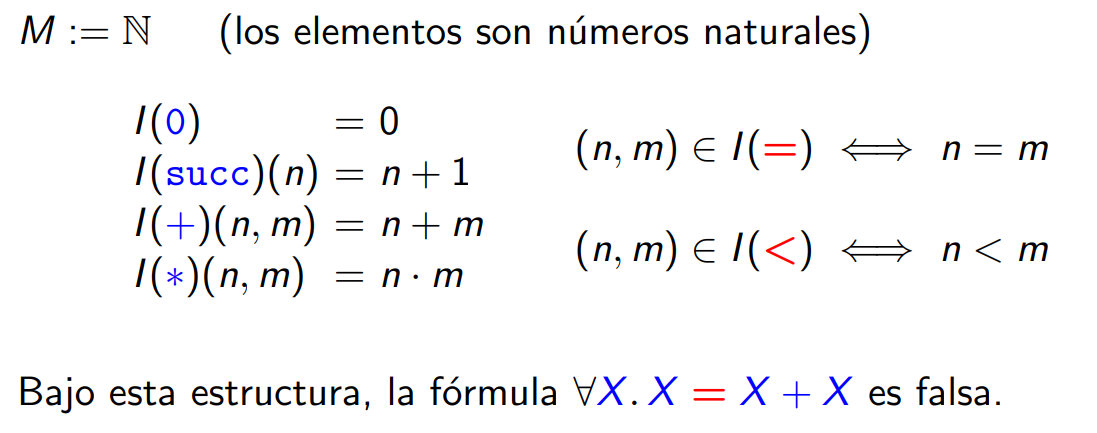 M := ℕ (los elementos son números naturales)
I(0) = 0
I(succ)(n) = n + 1
I(+)(n, m) = n + m
I(*)(n, m) = n · m
(n, m) ∈ I(=) ⟺ n = m
(n, m) ∈ I(<) ⟺ n < m
Bajo esta estructura, la fórmula ∀X. X = X + X es falsa.